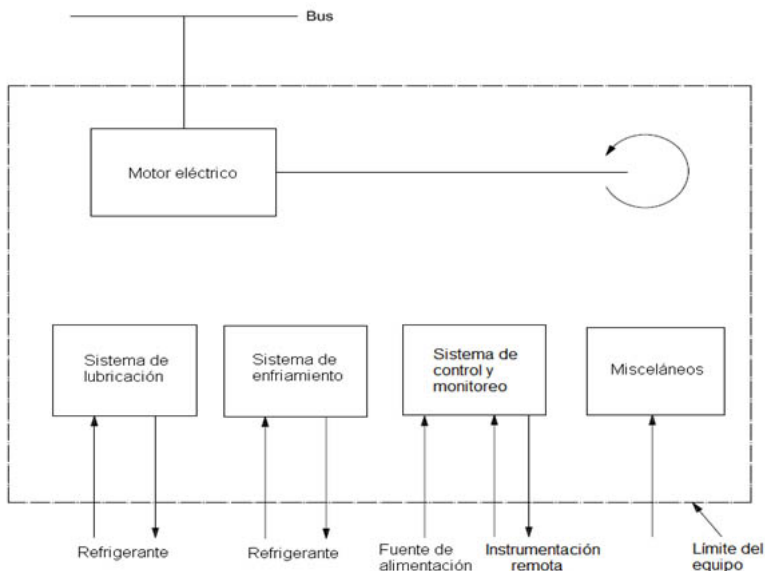 Bus
Motor eléctrico
Sistema de
lubricación
Sistema de
enfriamiento
Sistema de
control y
monitoreo
Misceláneos
Refrigerante
Refrigerante
Fuente de
alimentación
Instrumentación
remota
Límite del
equipo